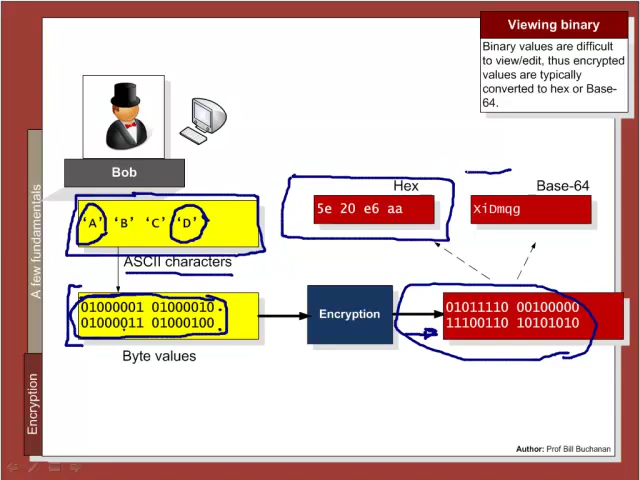 Viewing binary
Binary values are difficult
to view/edit, thus encrypted
values are typically
converted to hex or Base-
64.
Bob
Hex
Base-64
‘A’ ‘B’ ‘C’ ‘D’
5e 20 e6 aa
XiDmqg
ASCII characters
01000001 01000010
01000011 01000100
Encryption
01011110 00100000
11100110 10101010
Byte values
A few fundamentals
Encryption
Author: Prof Bill Buchanan